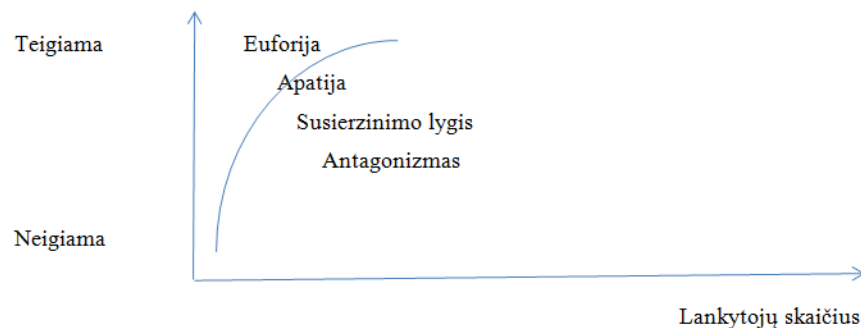 Teigiama
Euforija
Apatija
Susierzinimo lygis
Antagonizmas
Neigiama
Lankytojų skaičius